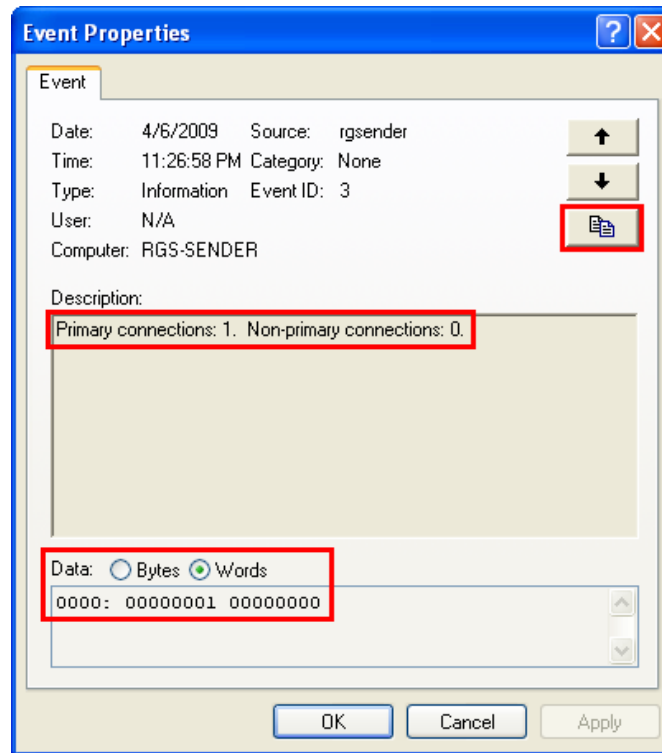 Event Properties
Event
Date: 4/6/2009 Source: rgsender
Time: 11:26:58 PM Category: None
Type: Information Event ID: 3
User: N/A
Computer: RGS-SENDER
Description:
Primary connections: 1. Non-primary connections: 0.
Data: Bytes Words
0000: 00000001 00000000
OK Cancel Apply